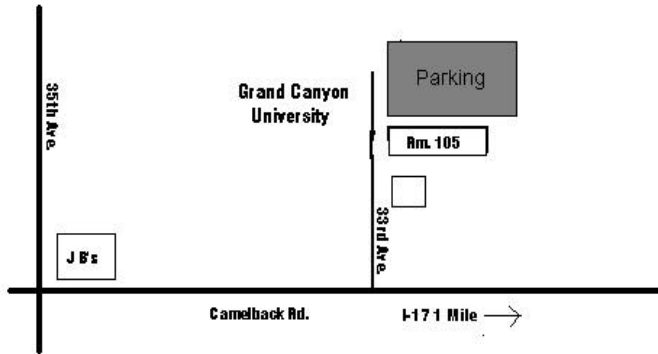 Parking
Grand Canyon
University
35th Ave.
Rm. 105
33rd Ave.
J B's
Camelback Rd.
I-17 1 Mile